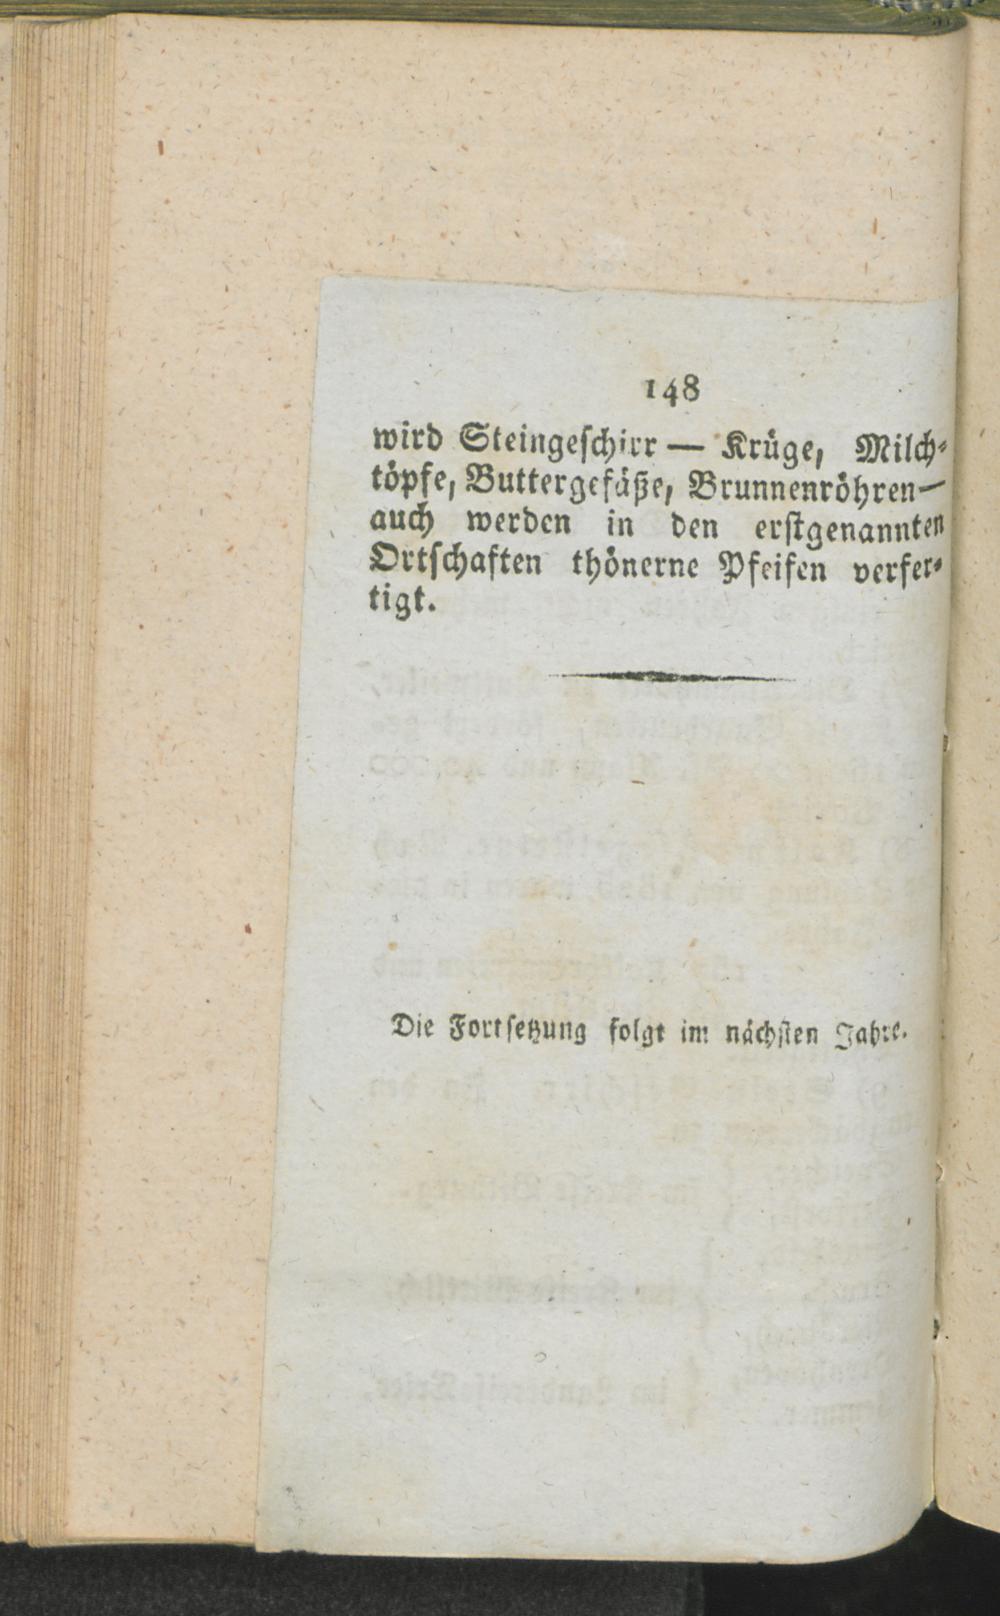 148
wird Steingeschirr — Krüge, Milch-
töpfe, Buttergefäße, Brunnenröhren —
auch werden in den erstgenannten
Ortschaften thönerne Pfeifen verfer-
tigt.
Die Fortsetzung folgt im nächsten Jahre.